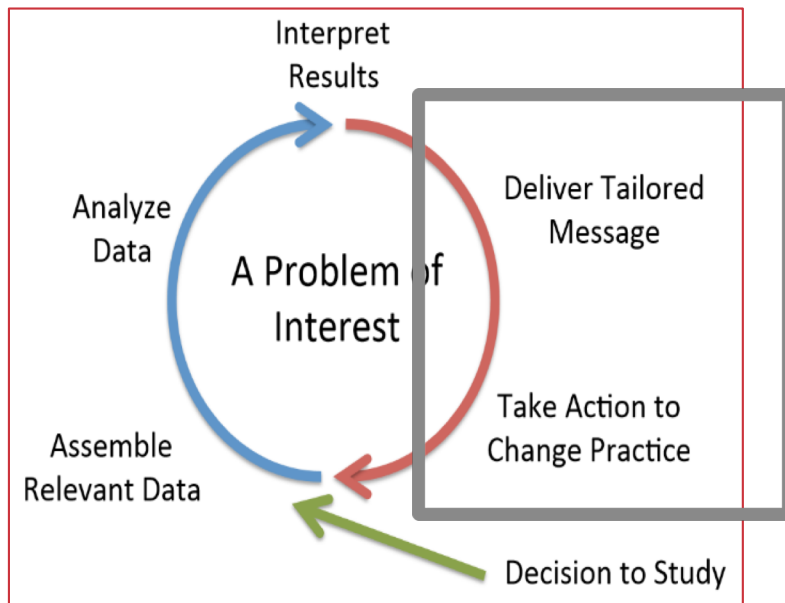 Interpret
Results
Deliver Tailored
Message
Analyze
Data
A Problem of
Interest
Take Action to
Change Practice
Assemble
Relevant Data
Decision to Study